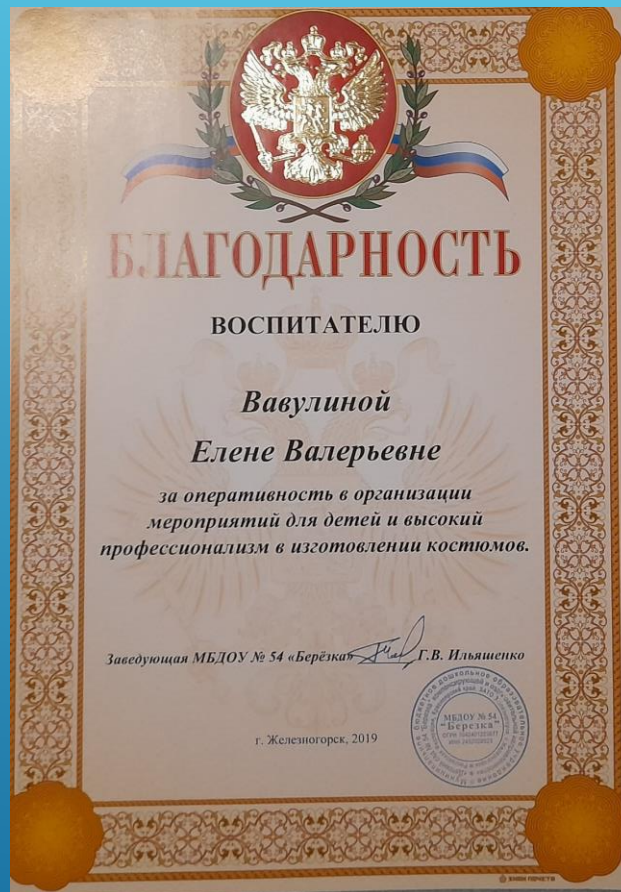 БЛАГОДАРНОСТЬ
ВОСПИТАТЕЛЮ
Вавулиной
Елене Валерьевне
за оперативность в организации
мероприятий для детей и высокий
профессионализм в изготовлении костюмов.
Заведующая МБДОУ № 54 «Берёзка» Г.В. Ильяшенко
МБДОУ № 54
"Березка"
г. Железногорск, 2019